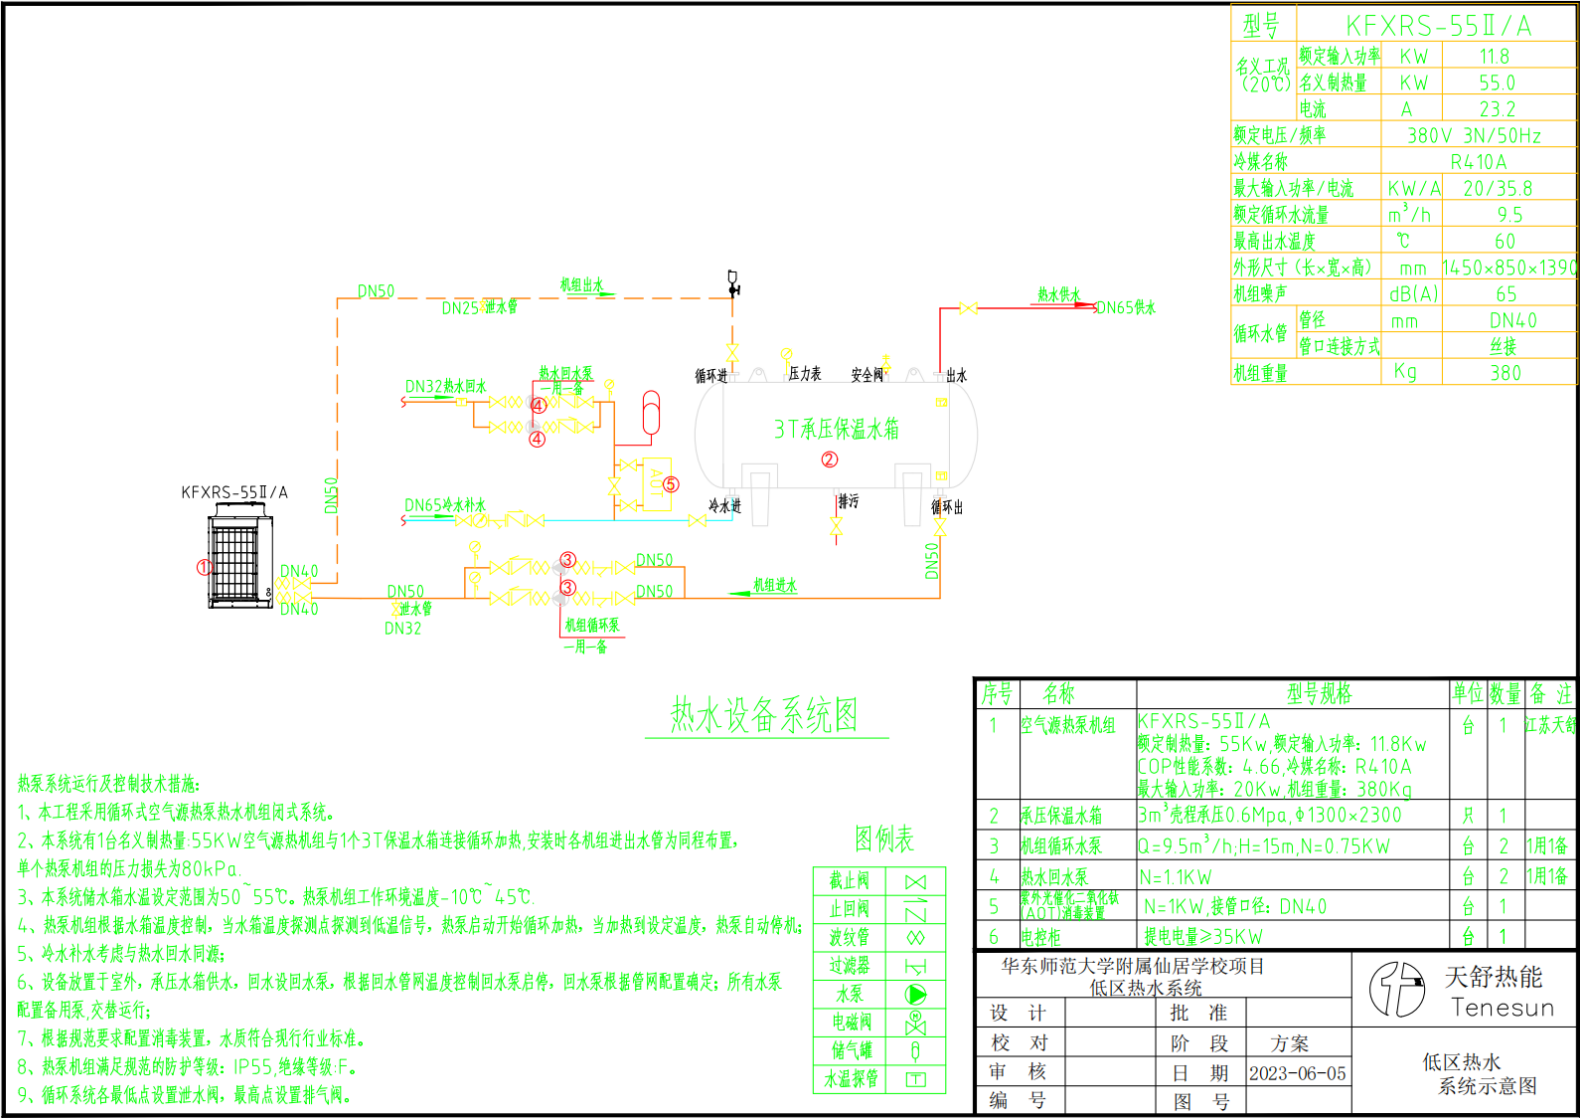 型号 KFXRS-55Ⅱ/A
名义工况
(20℃)
额定输入功率 KW 11.8
名义制热量 KW 55.0
电流 A 23.2
额定电压/频率 380V 3N/50Hz
冷媒名称 R410A
最大输入功率/电流 KW/A 20/35.8
额定循环水流量 m³/h 9.5
最高出水温度 ℃ 60
外形尺寸(长×宽×高) mm 1450×850×1390
机组噪声 dB(A) 65
循环水管
管径 mm DN40
管口连接方式 丝接
机组重量 Kg 380
DN50
机组出水
DN25 泄水管
热水供水
DN65供水
循环进
压力表
安全阀
出水
热水回水泵
一用一备
DN32热水回水
④
④
3T承压保温水箱
②
AOT
⑤
DN50
KFXRS-55Ⅱ/A
DN65冷水补水
冷水进
排污
循环出
①
DN40
DN40
DN50
泄水管
DN32
③
③
DN50
DN50
DN50
机组进水
机组循环泵
一用一备
热水设备系统图
热泵系统运行及控制技术措施:
1、本工程采用循环式空气源热泵热水机组闭式系统。
2、本系统有1台名义制热量:55KW空气源热机组与1个3T保温水箱连接循环加热,安装时各机组进出水管为同程布置,
单个热泵机组的压力损失为80kPa.
3、本系统储水箱水温设定范围为50~55℃。热泵机组工作环境温度-10℃~45℃.
4、热泵机组根据水箱温度控制，当水箱温度探测点探测到低温信号，热泵启动开始循环加热，当加热到设定温度，热泵自动停机;
5、冷水补水考虑与热水回水同源;
6、设备放置于室外，承压水箱供水，回水设回水泵，根据回水管网温度控制回水泵启停，回水泵根据管网配置确定；所有水泵
配置备用泵,交替运行;
7、根据规范要求配置消毒装置，水质符合现行行业标准。
8、热泵机组满足规范的防护等级：IP55,绝缘等级:F。
9、循环系统各最低点设置泄水阀，最高点设置排气阀。
图例表
截止阀
止回阀
波纹管
过滤器
水泵
电磁阀 M
储气罐
水温探管 T
序号 名称 型号规格 单位 数量 备 注
1 空气源热泵机组 KFXRS-55Ⅱ/A 台 1 江苏天舒
额定制热量：55Kw,额定输入功率：11.8Kw
COP性能系数：4.66,冷媒名称：R410A
最大输入功率：20Kw,机组重量：380Kg
2 承压保温水箱 3m³壳程承压0.6Mpa,Φ1300×2300 只 1
3 机组循环水泵 Q=9.5m³/h;H=15m,N=0.75KW 台 2 1用1备
4 热水回水泵 N=1.1KW 台 2 1用1备
5 紫外光催化二氧化钛
(AOT)消毒装置 N=1KW,接管口径：DN40 台 1
6 电控柜 提电电量≥35KW 台 1
华东师范大学附属仙居学校项目
低区热水系统
天舒热能
Tenesun
设 计 批 准
校 对 阶 段 方案
审 核 日 期 2023-06-05
编 号 图 号
低区热水
系统示意图